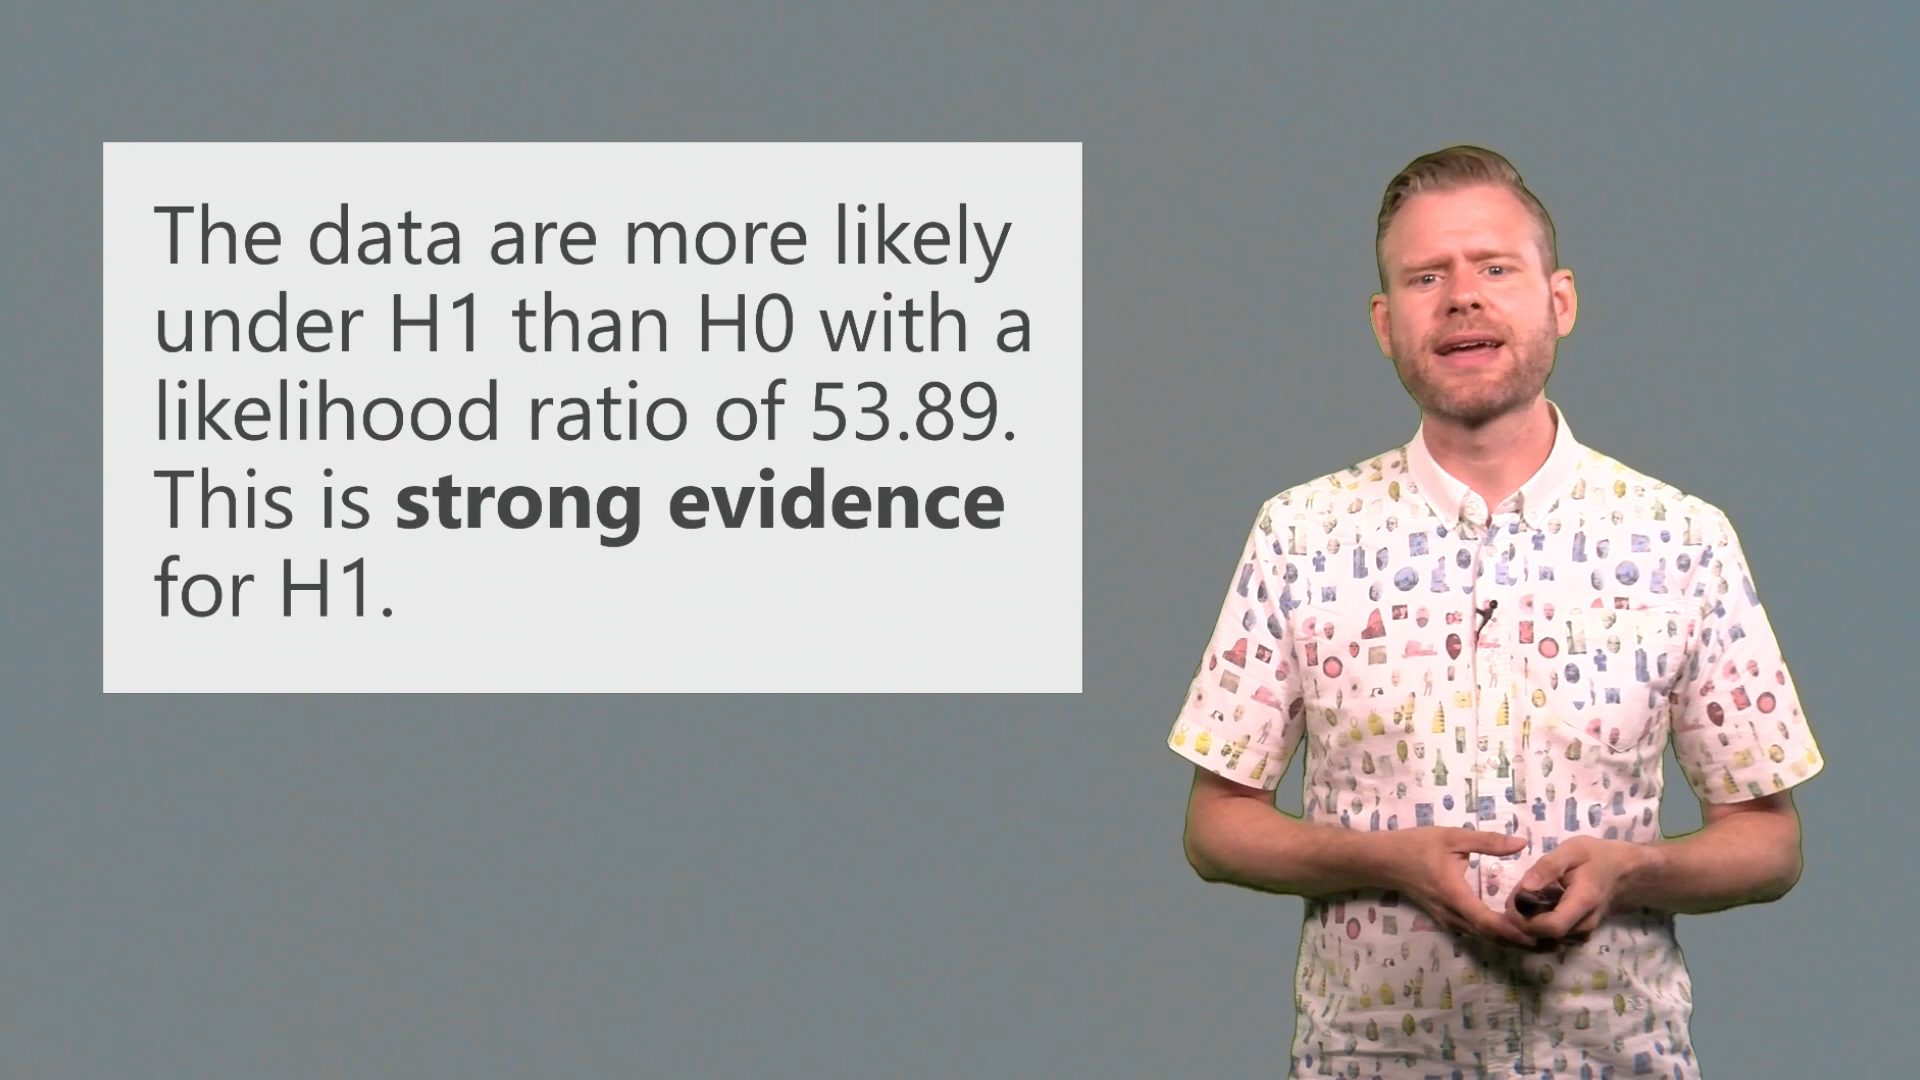 The data are more likely
under H1 than H0 with a
likelihood ratio of 53.89.
This is strong evidence
for H1.